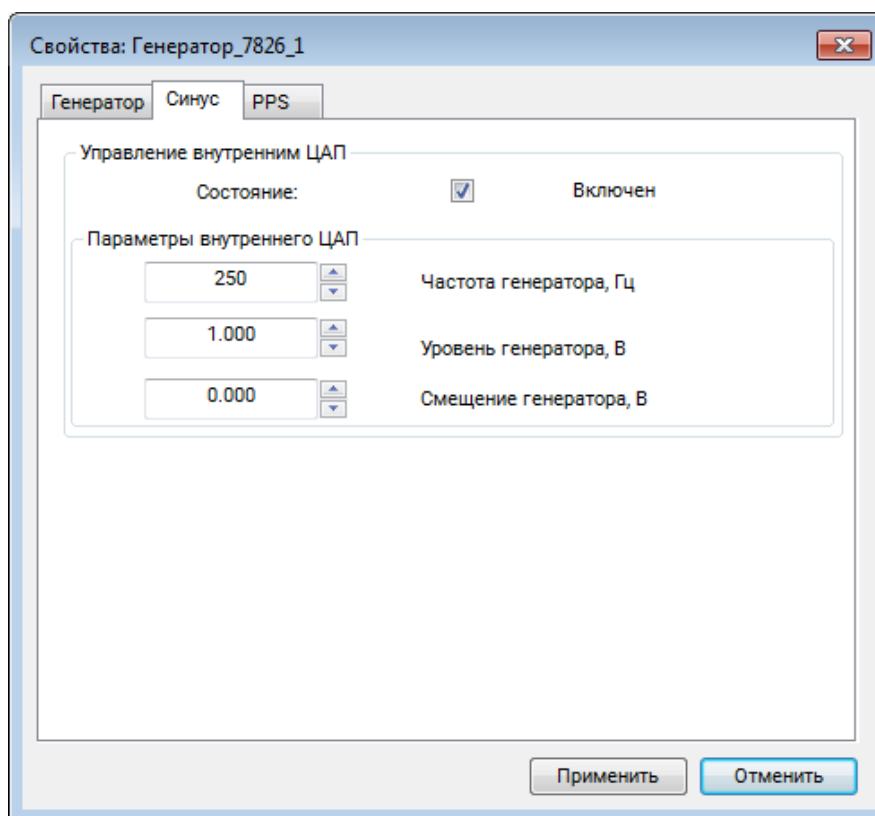 Свойства: Генератор_7826_1
Генератор Синус PPS
Управление внутренним ЦАП
Состояние: Включен
Параметры внутреннего ЦАП
250 Частота генератора, Гц
1.000 Уровень генератора, В
0.000 Смещение генератора, В
Применить Отменить